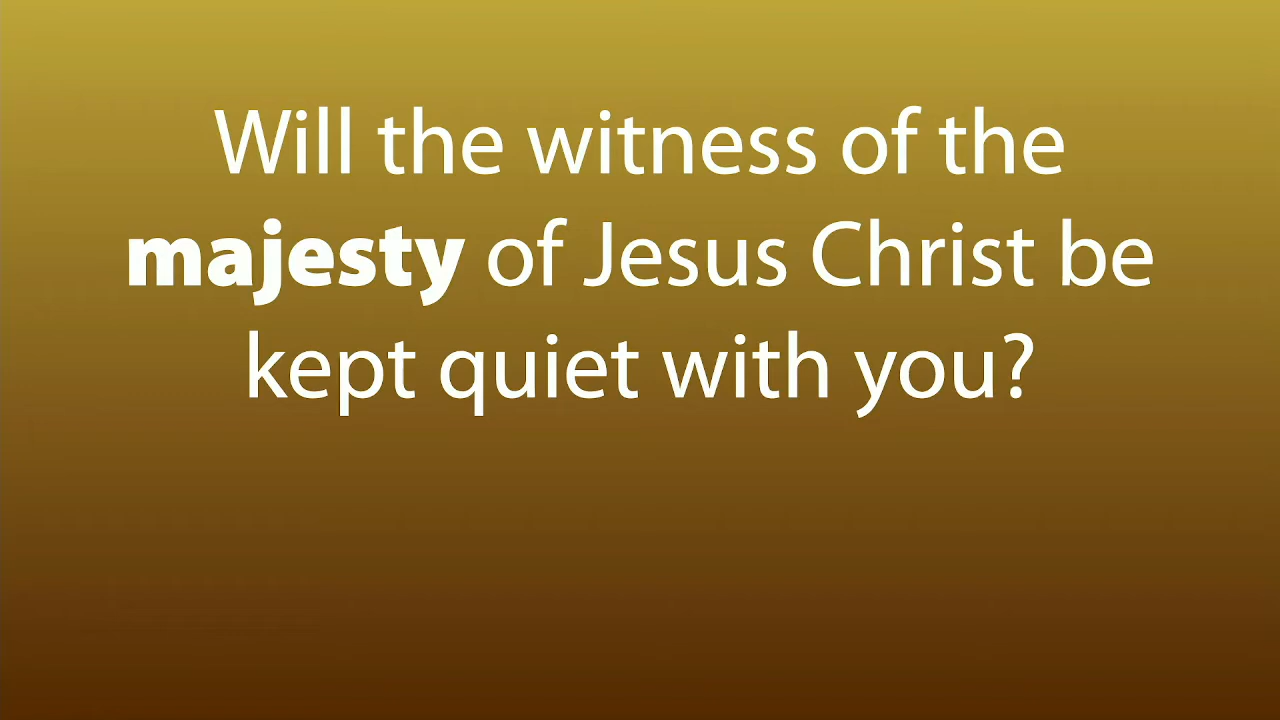 Will the witness of the
majesty of Jesus Christ be
kept quiet with you?